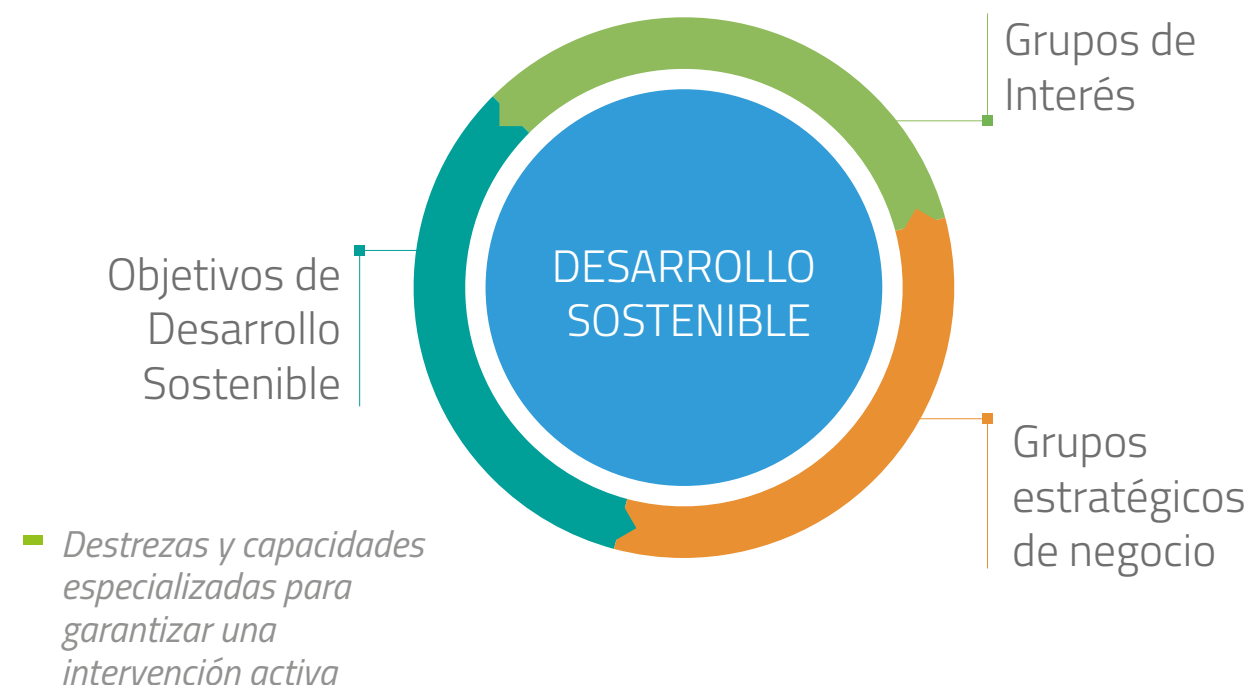 Grupos de
Interés
DESARROLLO
SOSTENIBLE
Objetivos de
Desarrollo
Sostenible
Grupos
estratégicos
de negocio
Destrezas y capacidades
especializadas para
garantizar una
intervención activa